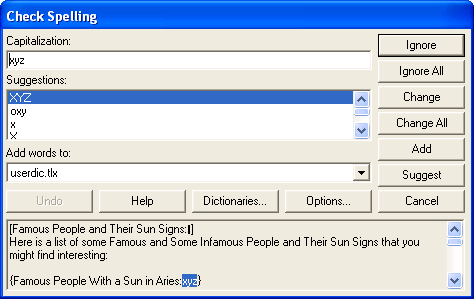 Check Spelling
Capitalization:
xyz
Suggestions:
XYZ
oxy
x
X
Add words to:
userdic.tlx
Ignore
Ignore All
Change
Change All
Add
Suggest
Undo
Help
Dictionaries...
Options...
Cancel
[Famous People and Their Sun Signs:I]
Here is a list of some Famous and Some Infamous People and Their Sun Signs that you
might find interesting:
{Famous People With a Sun in Aries:xyz}